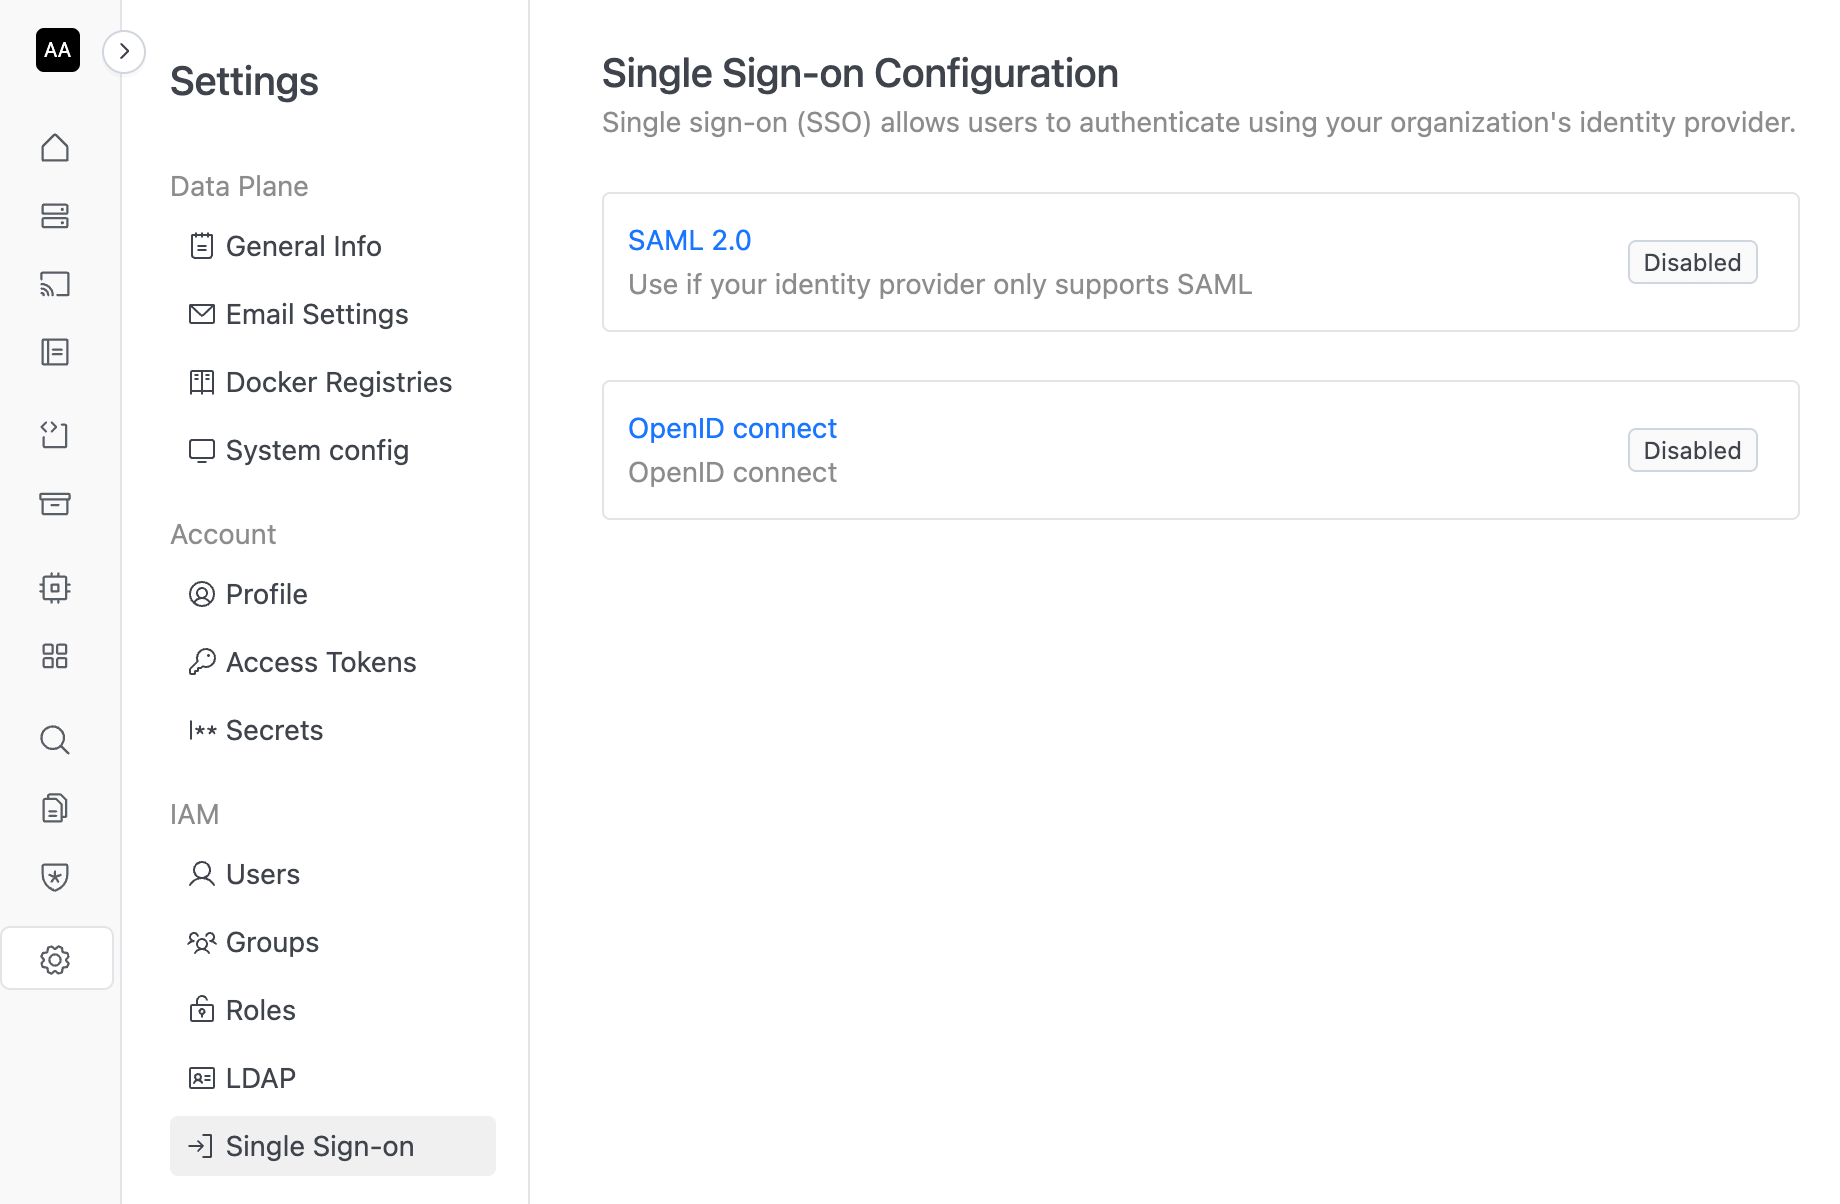 AA
Settings
Data Plane
General Info
Email Settings
Docker Registries
System config
Account
Profile
Access Tokens
Secrets
IAM
Users
Groups
Roles
LDAP
Single Sign-on
Single Sign-on Configuration
Single sign-on (SSO) allows users to authenticate using your organization's identity provider.
SAML 2.0
Use if your identity provider only supports SAML
Disabled
OpenID connect
OpenID connect
Disabled